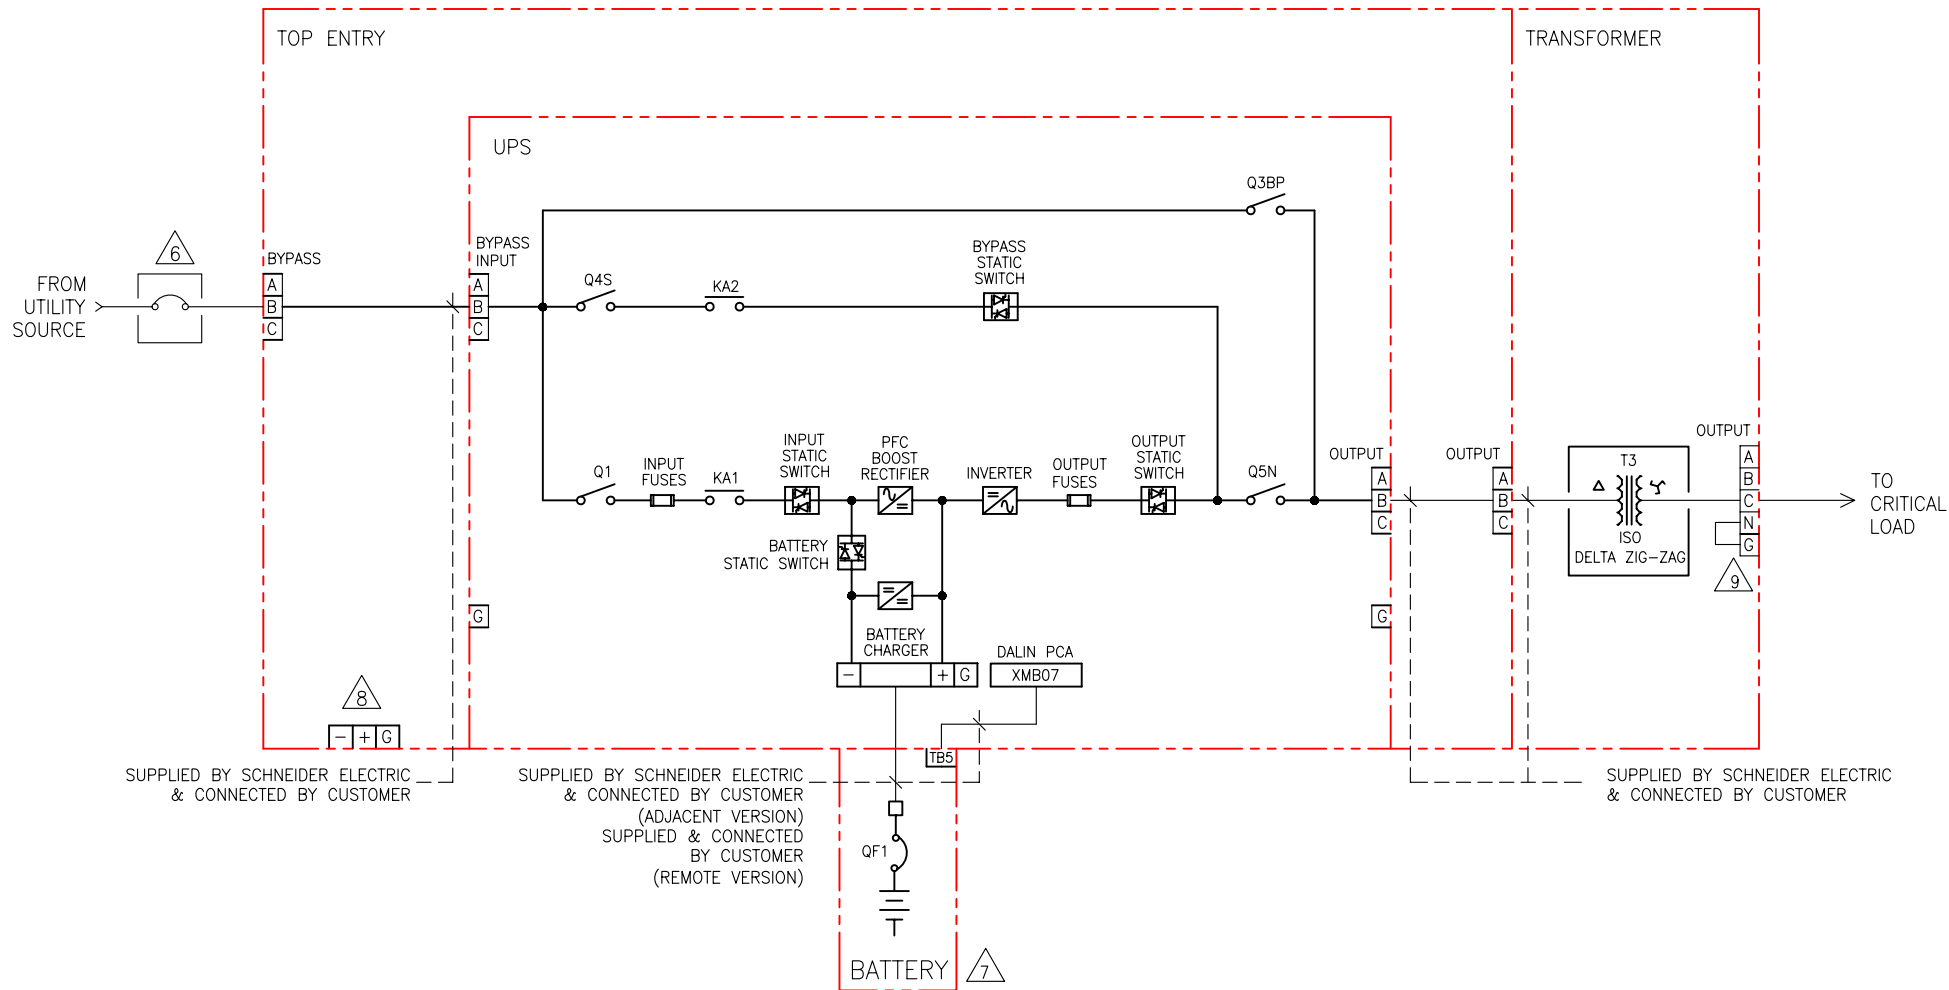 TOP ENTRY
TRANSFORMER
UPS
Q3BP
6
BYPASS
FROM
UTILITY
SOURCE
A
B
C
BYPASS
INPUT
A
B
C
Q4S
KA2
BYPASS
STATIC
SWITCH
Q1
INPUT
FUSES
KA1
INPUT
STATIC
SWITCH
PFC
BOOST
RECTIFIER
INVERTER
OUTPUT
FUSES
OUTPUT
STATIC
SWITCH
Q5N
OUTPUT
A
B
C
OUTPUT
A
B
C
T3
ISO
DELTA ZIG-ZAG
OUTPUT
A
B
C
N
G
9
TO
CRITICAL
LOAD
BATTERY
STATIC SWITCH
G
G
BATTERY
CHARGER
- + G
DALIN PCA
XMB07
8
- + G
TB5
SUPPLIED BY SCHNEIDER ELECTRIC
& CONNECTED BY CUSTOMER
SUPPLIED BY SCHNEIDER ELECTRIC
& CONNECTED BY CUSTOMER
(ADJACENT VERSION)
SUPPLIED & CONNECTED
BY CUSTOMER
(REMOTE VERSION)
SUPPLIED BY SCHNEIDER ELECTRIC
& CONNECTED BY CUSTOMER
QF1
BATTERY
7